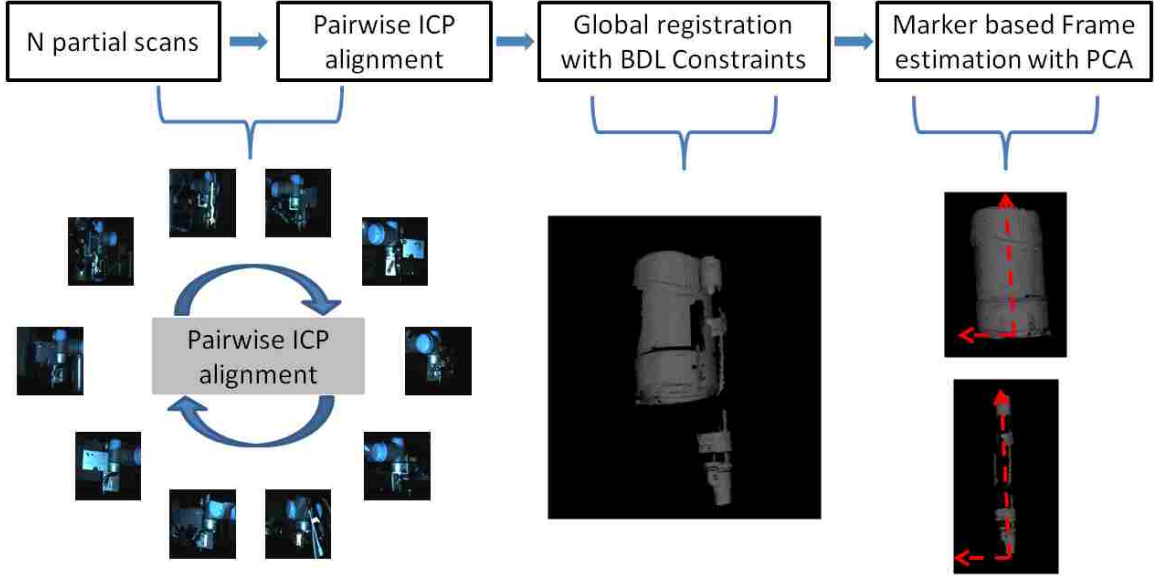 N partial scans
Pairwise ICP
alignment
Global registration
with BDL Constraints
Marker based Frame
estimation with PCA
Pairwise ICP
alignment